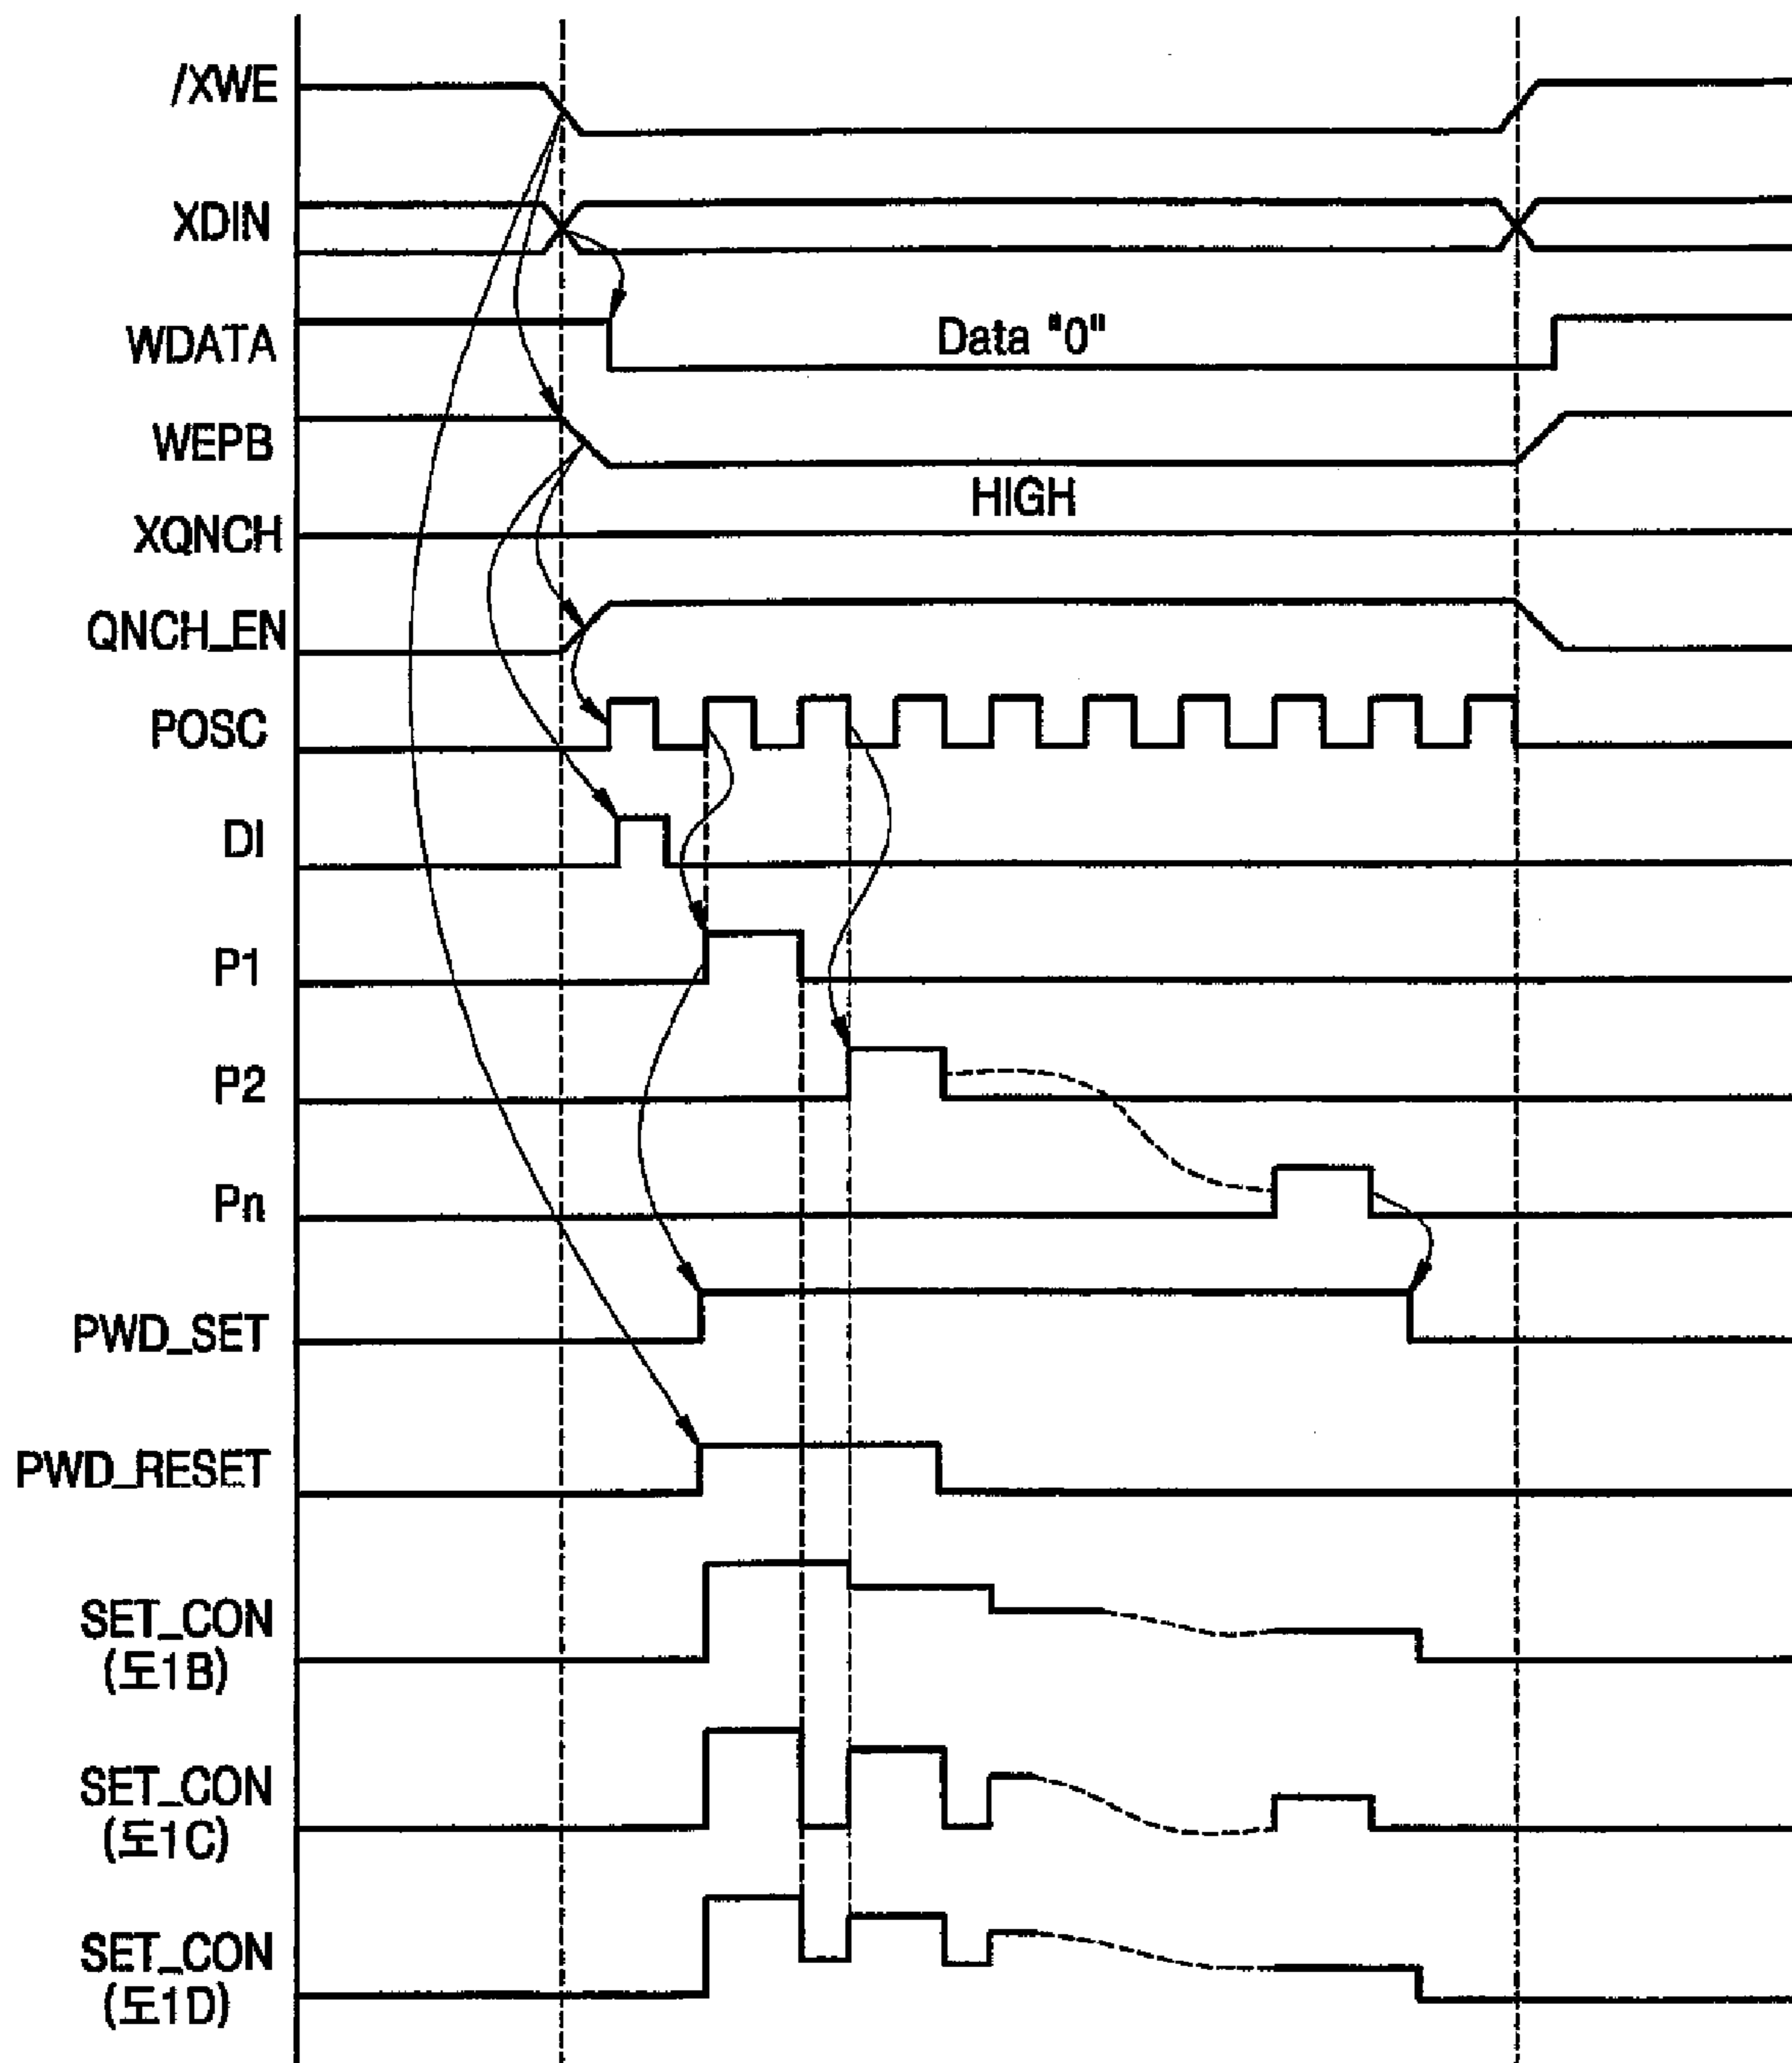 /XWE
XDIN
WDATA
Data "0"
WEPB
HIGH
XQNCH
QNCH_EN
POSC
DI
P1
P2
Pn
PWD_SET
PWD_RESET
SET_CON
(도1B)
SET_CON
(도1C)
SET_CON
(도1D)